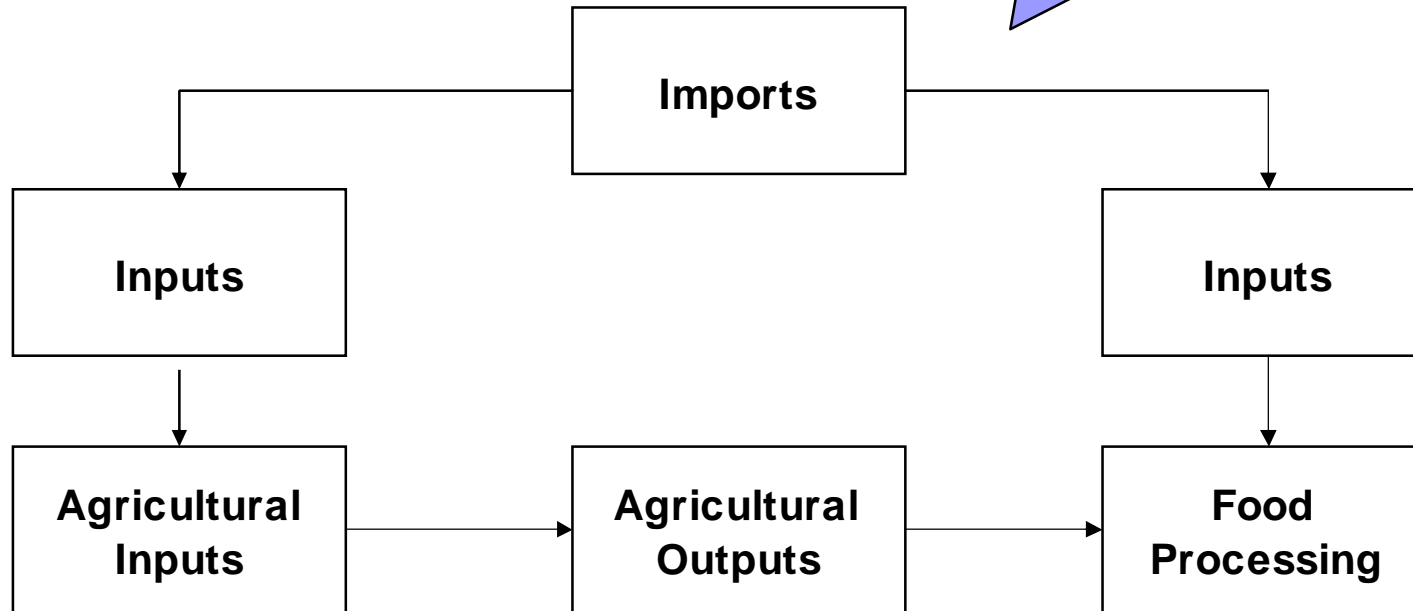 Imports
Inputs
Inputs
Agricultural
Inputs
Agricultural
Outputs
Food
Processing